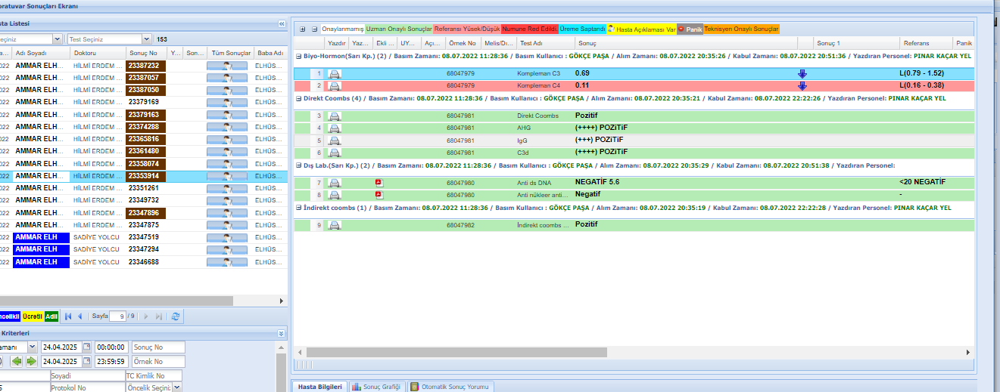 oratuvar Sonuçları Ekranı
sta Listesi
eçiniz Test Seçiniz 153
a... Adı Soyadı Doktoru Sonuç No Y... Son... Tüm Sonuçlar Baba Adı
022 AMMAR ELH... HİLMİ ERDEM ... 23387232 ELHÜS...
022 AMMAR ELH... HİLMİ ERDEM ... 23387057 ELHÜS...
022 AMMAR ELH... HİLMİ ERDEM ... 23387050 ELHÜS...
022 AMMAR ELH... HİLMİ ERDEM ... 23379169 ELHÜS...
022 AMMAR ELH... HİLMİ ERDEM ... 23379163 ELHÜS...
022 AMMAR ELH... HİLMİ ERDEM ... 23374288 ELHÜS...
022 AMMAR ELH... HİLMİ ERDEM ... 23365816 ELHÜS...
022 AMMAR ELH... HİLMİ ERDEM ... 23361480 ELHÜS...
022 AMMAR ELH... HİLMİ ERDEM ... 23358074 ELHÜS...
022 AMMAR ELH... HİLMİ ERDEM ... 23353914 ELHÜS...
022 AMMAR ELH... HİLMİ ERDEM ... 23351261 ELHÜS...
022 AMMAR ELH... HİLMİ ERDEM ... 23349732 ELHÜS...
022 AMMAR ELH... HİLMİ ERDEM ... 23347896 ELHÜS...
022 AMMAR ELH... HİLMİ ERDEM ... 23347875 ELHÜS...
022 AMMAR ELH SADİYE YOLCU 23347519 ELHÜS...
022 AMMAR ELH SADİYE YOLCU 23347294 ELHÜS...
022 AMMAR ELH SADİYE YOLCU 23346688 ELHÜS...
ncelikli Ücretli Adli Sayfa 9 / 9
Kriterleri
amanı 24.04.2025 00:00:00 Sonuç No
24.04.2025 23:59:59 Örnek No
Soyadi TC Kimlik No
Protokol No Öncelik Seçini:
Onaylanmamış Uzman Onaylı Sonuçlar Referansı Yüsek/Düşük Numune Red Edildi. Üreme Saptandı Hasta Açıklaması Var Panik Teknisyen Onaylı Sonuçlar
Yazdır Yaz... Ekli ... UY... Açı... Örnek No Melis/Di... Test Adı Sonuç Sonuç 1 Referans Panik
Biyo-Hormon(Sarı Kp.) (2) / Basım Zamanı: 08.07.2022 11:28:36 / Basım Kullanıcı : GÖKÇE PAŞA / Alım Zamanı: 08.07.2022 20:35:26 / Kabul Zamanı: 08.07.2022 20:51:36 / Yazdıran Personel: PINAR KAÇAR YEL
1 68047979 Kompleman C3 0.69 L(0.79 - 1.52)
2 68047979 Kompleman C4 0.11 L(0.16 - 0.38)
Direkt Coombs (4) / Basım Zamanı: 08.07.2022 11:28:36 / Basım Kullanıcı : GÖKÇE PAŞA / Alım Zamanı: 08.07.2022 20:35:21 / Kabul Zamanı: 08.07.2022 22:22:26 / Yazdıran Personel: PINAR KAÇAR YEL
3 68047981 Direkt Coombs Pozitif
4 68047981 AHG (++++) POZiTiF
5 68047981 IgG (+++) POZiTiF
6 68047981 C3d (++++) POZiTiF
Dış Lab.(Sarı Kp.) (2) / Basım Zamanı: 08.07.2022 11:28:36 / Basım Kullanıcı : GÖKÇE PAŞA / Alım Zamanı: 08.07.2022 20:35:29 / Kabul Zamanı: 08.07.2022 20:51:38 / Yazdıran Personel:
7 68047980 Anti ds DNA NEGATİF 5.6 <20 NEGATİF
8 68047980 Anti nükleer anti... Negatif -
İndirekt coombs (1) / Basım Zamanı: 08.07.2022 11:28:36 / Basım Kullanıcı : GÖKÇE PAŞA / Alım Zamanı: 08.07.2022 20:35:19 / Kabul Zamanı: 08.07.2022 22:22:28 / Yazdıran Personel: PINAR KAÇAR YEL
9 68047982 İndirekt coombs ... Pozitif
Hasta Bilgileri Sonuç Grafiği Otomatik Sonuç Yorumu